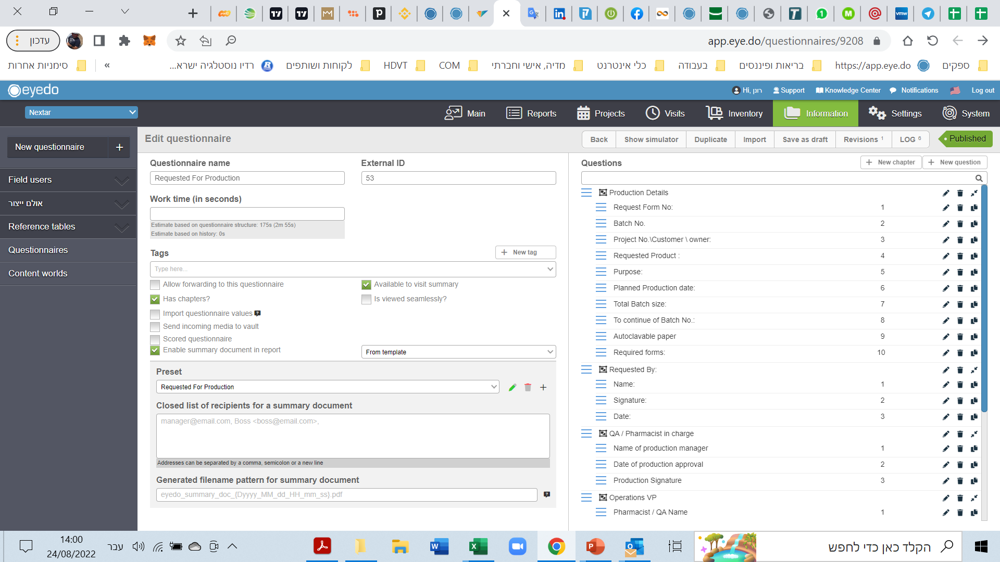 עדכון
app.eye.do/questionnaires/9208
סימניות אחרות
»
רדיו נוסטלגיה ישרא...
לקוחות ושותפים
HDVT
COM
מדיה, אישי וחברתי
כלי אינטרנט
בעבודה
בריאות ופיננסים
https://app.eye.do
ספקים
eyedo
Hi, רונן
Support
Knowledge Center
Notifications
Log out
Nextar
Main
Reports
Projects
Visits
Inventory
Information
Settings
System
New questionnaire +
Field users
אולם ייצור
Reference tables
Questionnaires
Content worlds
Edit questionnaire
Back
Show simulator
Duplicate
Import
Save as draft
Revisions 1
LOG 6
Published
Questionnaire name
Requested For Production
External ID
53
Work time (in seconds)
Estimate based on questionnaire structure: 175s (2m 55s)
Estimate based on history: 0s
Tags
+ New tag
Type here...
Allow forwarding to this questionnaire
Available to visit summary
Has chapters?
Is viewed seamlessly?
Import questionnaire values
Send incoming media to vault
Scored questionnaire
Enable summary document in report
From template
Preset
Requested For Production
Closed list of recipients for a summary document
manager@email.com, Boss <boss@email.com>,
Addresses can be separated by a comma, semicolon or a new line
Generated filename pattern for summary document
eyedo_summary_doc_{Dyyyy_MM_dd_HH_mm_ss}.pdf
Questions
+ New chapter
+ New question
Production Details
Request Form No: 1
Batch No. 2
Project No.\Customer \ owner: 3
Requested Product : 4
Purpose: 5
Planned Production date: 6
Total Batch size: 7
To continue of Batch No.: 8
Autoclavable paper 9
Required forms: 10
Requested By:
Name: 1
Signature: 2
Date: 3
QA / Pharmacist in charge
Name of production manager 1
Date of production approval 2
Production Signature 3
Operations VP
Pharmacist / QA Name 1
14:00
24/08/2022
עבר
הקלד כאן כדי לחפש